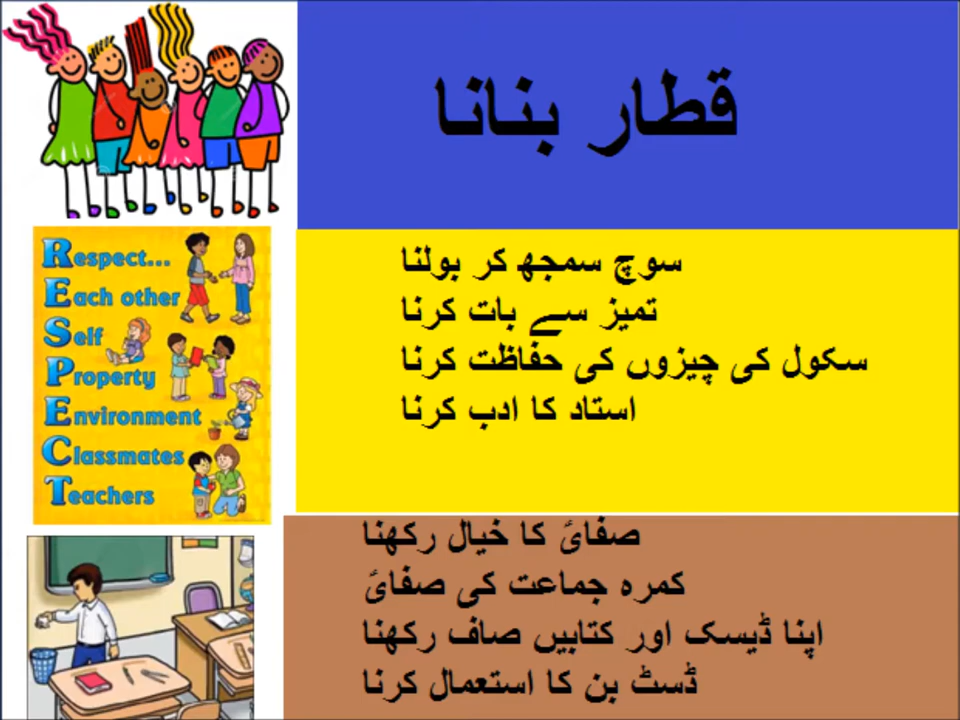 قطار بنانا
Respect...
Each other
Self
Property
Environment
Classmates
Teachers
سوچ سمجھ کر بولنا
تمیز سے بات کرنا
سکول کی چیزوں کی حفاظت کرنا
استاد کا ادب کرنا
صفائ کا خیال رکھنا
کمرہ جماعت کی صفائ
اپنا ڈیسک اور کتابیں صاف رکھنا
ڈسٹ بن کا استعمال کرنا